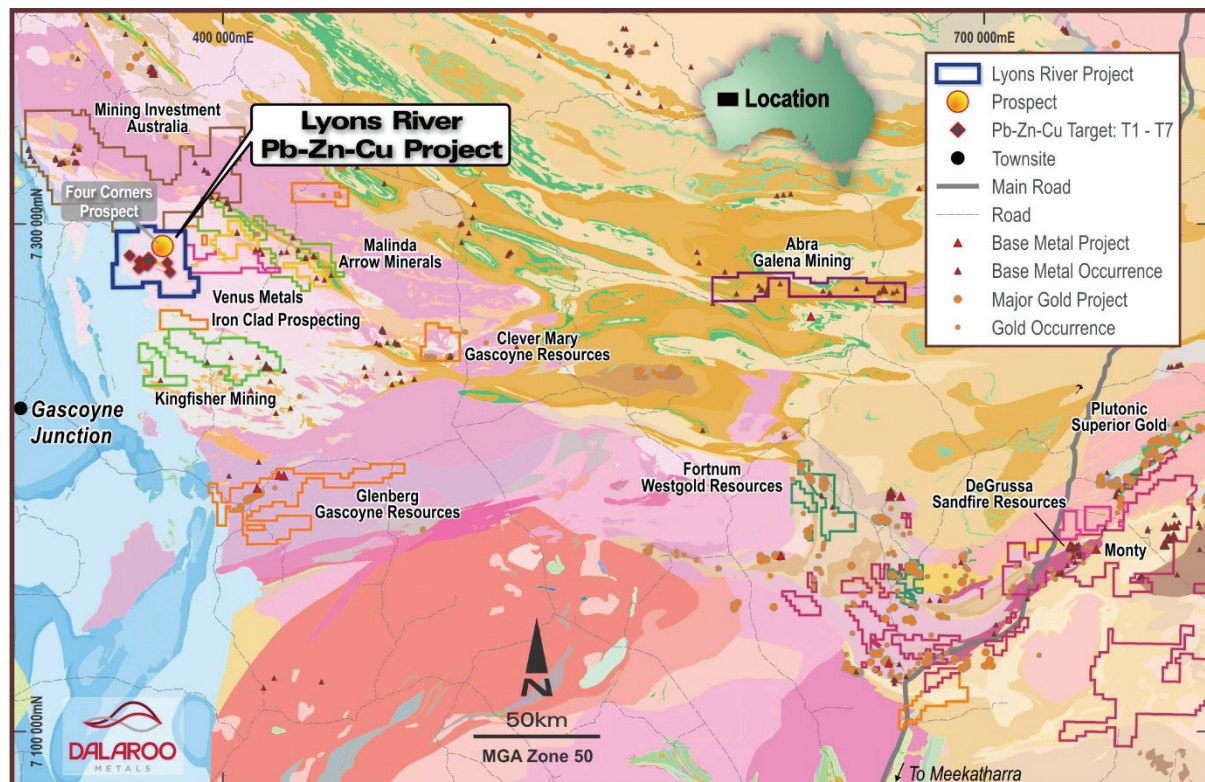 400 000mE
700 000mE
7 300 000mN
7 100 000mN
Mining Investment
Australia
Lyons River
Pb-Zn-Cu Project
Four Corners
Prospect
Location
Lyons River Project
Prospect
Pb-Zn-Cu Target: T1 - T7
Townsite
Main Road
Road
Base Metal Project
Base Metal Occurrence
Major Gold Project
Gold Occurrence
Malinda
Arrow Minerals
Abra
Galena Mining
Venus Metals
Iron Clad Prospecting
Clever Mary
Gascoyne Resources
Kingfisher Mining
Gascoyne
Junction
Plutonic
Superior Gold
Fortnum
Westgold Resources
DeGrussa
Sandfire Resources
Glenberg
Gascoyne Resources
Monty
N
50km
MGA Zone 50
DALAROO
METALS
To Meekatharra